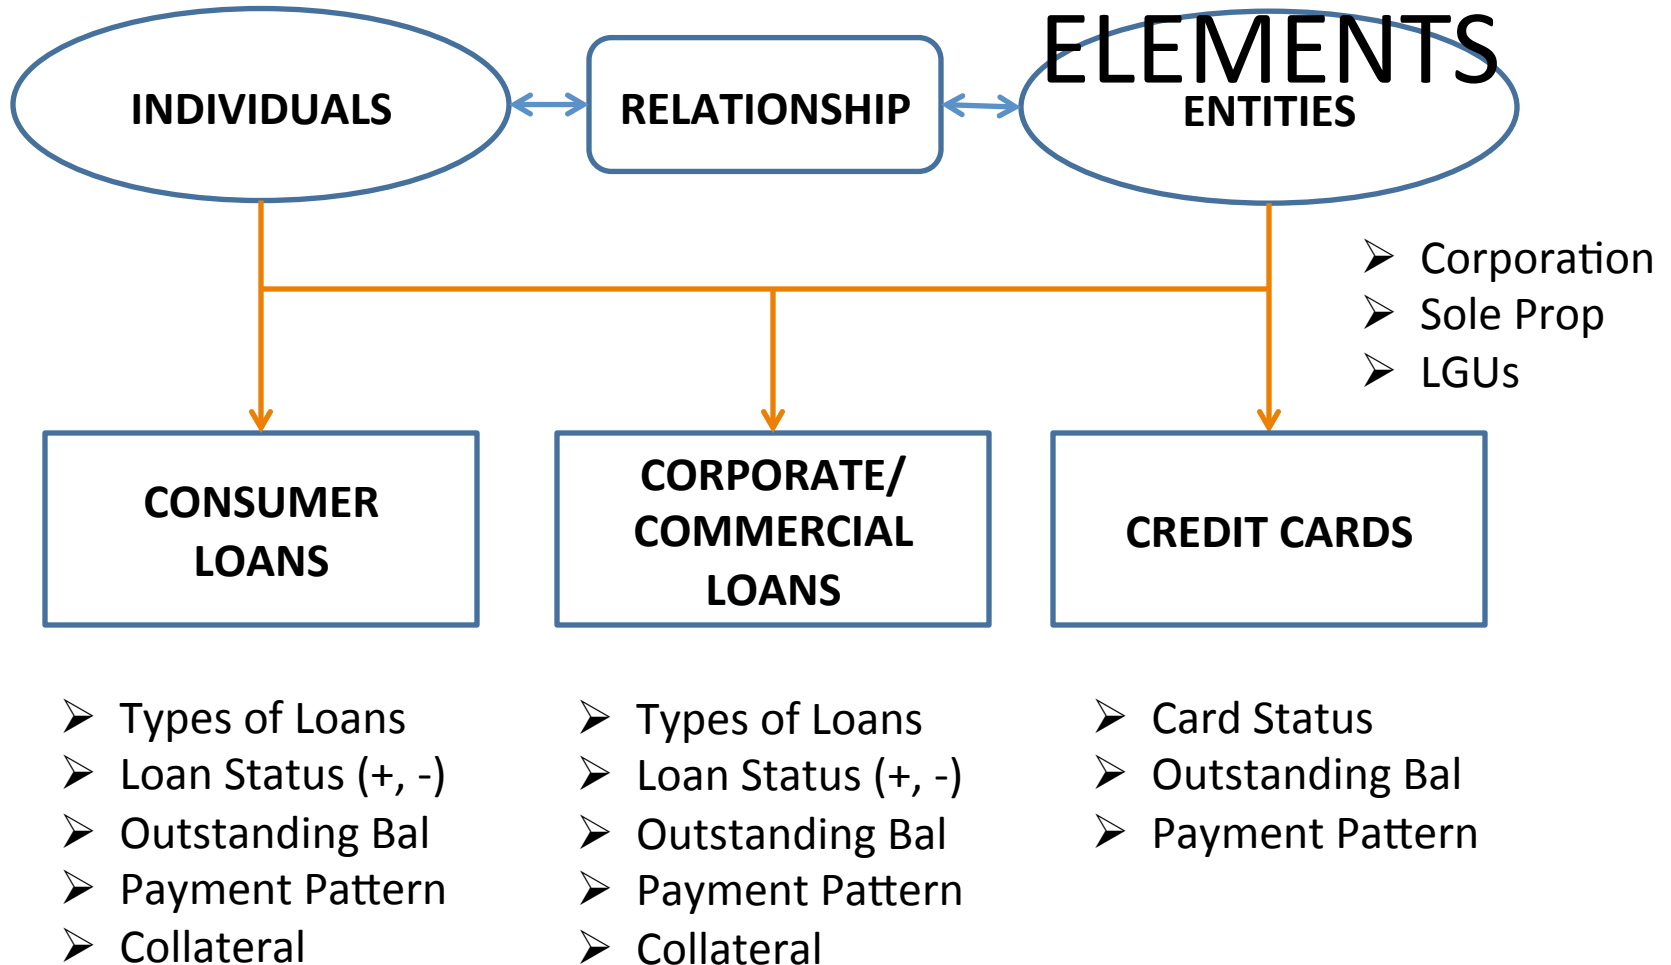 ELEMENTS
INDIVIDUALS
RELATIONSHIP
ENTITIES
➢ Corporation
➢ Sole Prop
➢ LGUs
CONSUMER
LOANS
CORPORATE/
COMMERCIAL
LOANS
CREDIT CARDS
➢ Types of Loans
➢ Loan Status (+, -)
➢ Outstanding Bal
➢ Payment Pattern
➢ Collateral
➢ Types of Loans
➢ Loan Status (+, -)
➢ Outstanding Bal
➢ Payment Pattern
➢ Collateral
➢ Card Status
➢ Outstanding Bal
➢ Payment Pattern